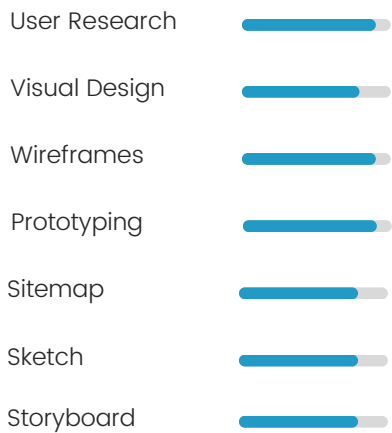 User Research
Visual Design
Wireframes
Prototyping
Sitemap
Sketch
Storyboard